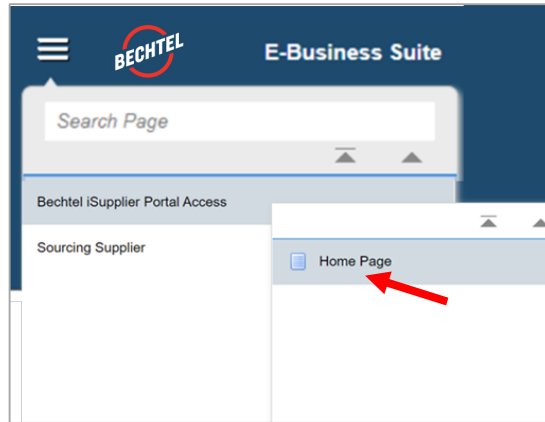 BECHTEL
E-Business Suite
Search Page
Bechtel iSupplier Portal Access
Sourcing Supplier
Home Page